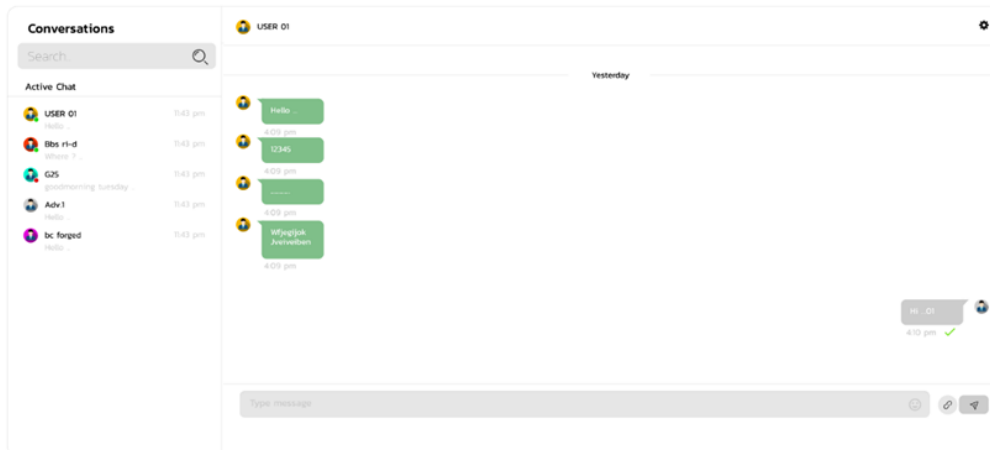 Conversations
Search
Active Chat
USER 01
11:43 pm
Hello ..
Bbs ri-d
11:43 pm
Where ? ..
G25
11:43 pm
goodmorning tuesday ..
Adv.1
11:43 pm
Hello ..
bc forged
11:43 pm
Hello ..
USER 01
Yesterday
Hello ..
4:09 pm
12345
4:09 pm
..........
4:09 pm
Wfjegijok
Jveiveiben
4:09 pm
Hi ..01
4:10 pm
Type message